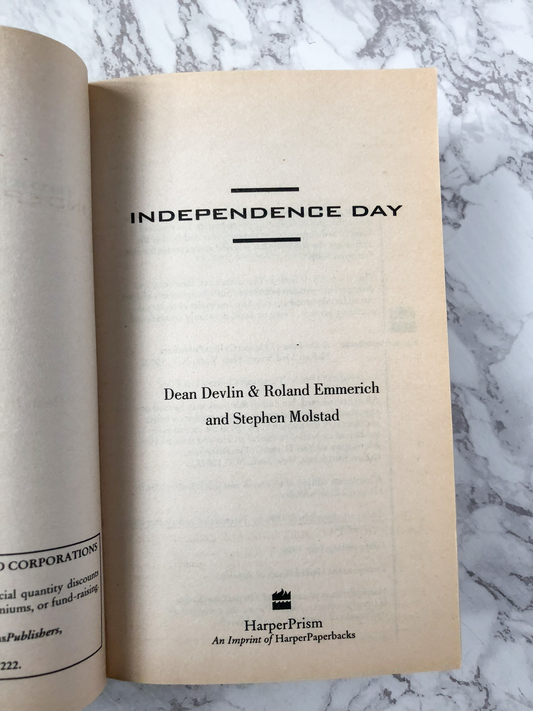 D CORPORATIONS
cial quantity discounts
niums, or fund-raising.
nsPublishers,
222.
INDEPENDENCE DAY
Dean Devlin & Roland Emmerich
and Stephen Molstad
HarperPrism
An Imprint of HarperPaperbacks